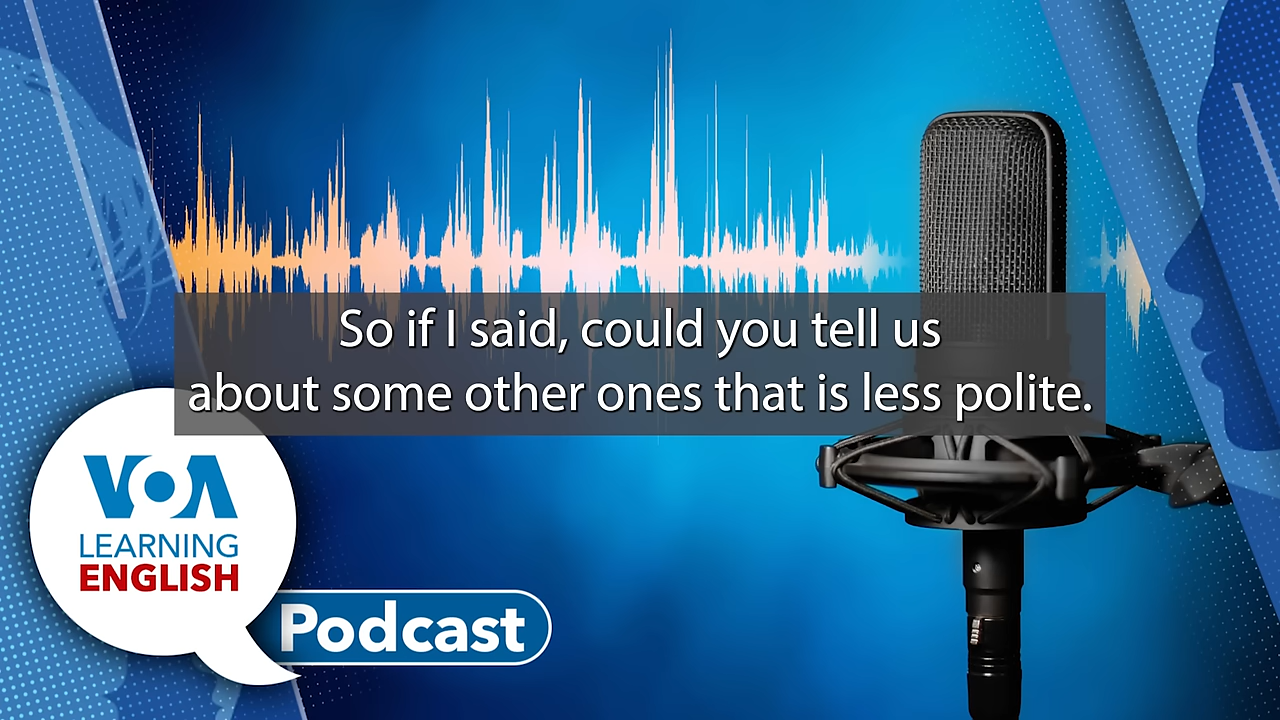 So if I said, could you tell us
about some other ones that is less polite.
VOA
LEARNING
ENGLISH
Podcast